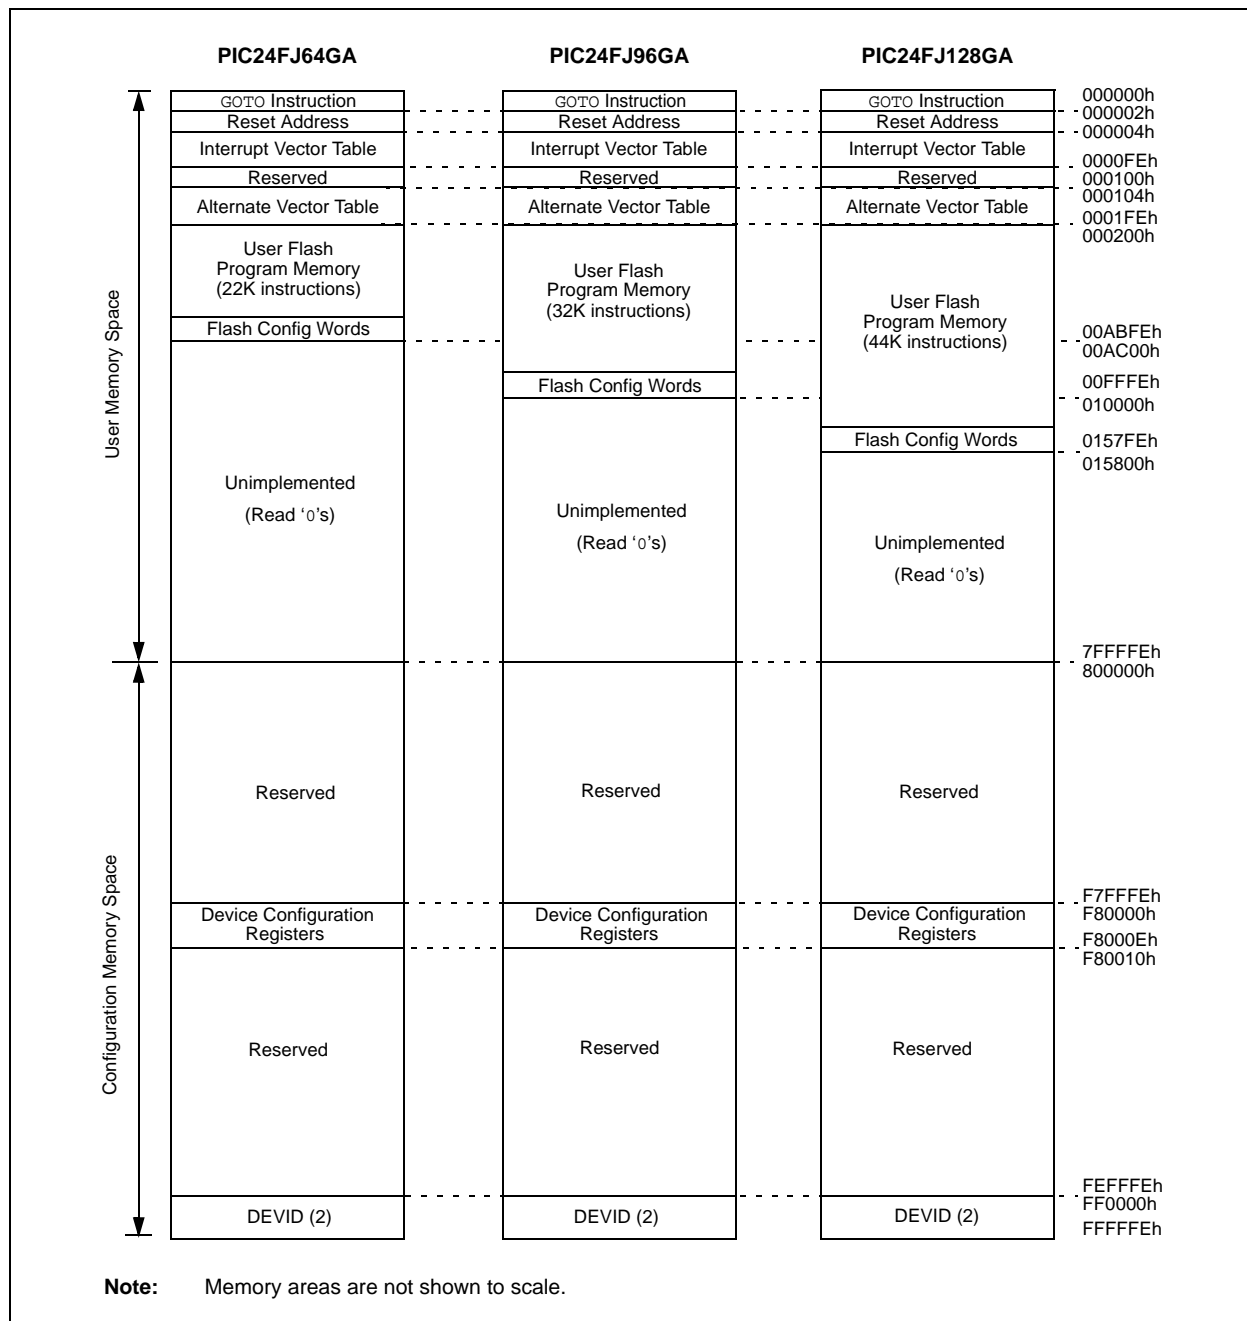 PIC24FJ64GA
PIC24FJ96GA
PIC24FJ128GA
User Memory Space
Configuration Memory Space
GOTO Instruction
Reset Address
Interrupt Vector Table
Reserved
Alternate Vector Table
User Flash
Program Memory
(22K instructions)
Flash Config Words
Unimplemented
(Read ‘0’s)
Reserved
Device Configuration
Registers
Reserved
DEVID (2)
GOTO Instruction
Reset Address
Interrupt Vector Table
Reserved
Alternate Vector Table
User Flash
Program Memory
(32K instructions)
Flash Config Words
Unimplemented
(Read ‘0’s)
Reserved
Device Configuration
Registers
Reserved
DEVID (2)
GOTO Instruction
Reset Address
Interrupt Vector Table
Reserved
Alternate Vector Table
User Flash
Program Memory
(44K instructions)
Flash Config Words
Unimplemented
(Read ‘0’s)
Reserved
Device Configuration
Registers
Reserved
DEVID (2)
000000h
000002h
000004h
0000FEh
000100h
000104h
0001FEh
000200h
00ABFEh
00AC00h
00FFFEh
010000h
0157FEh
015800h
7FFFFEh
800000h
F7FFFEh
F80000h
F8000Eh
F80010h
FEFFFEh
FF0000h
FFFFFEh
Note: Memory areas are not shown to scale.